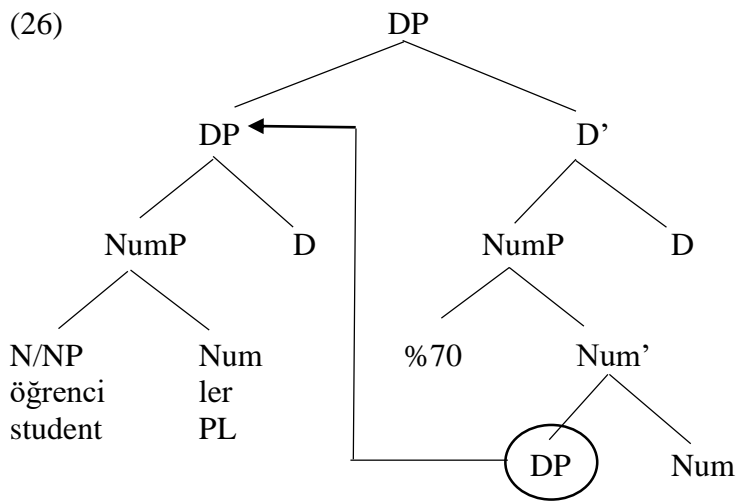 (26) DP
DP D’
NumP D NumP D
N/NP Num %70 Num’
öğrenci ler
student PL
DP Num